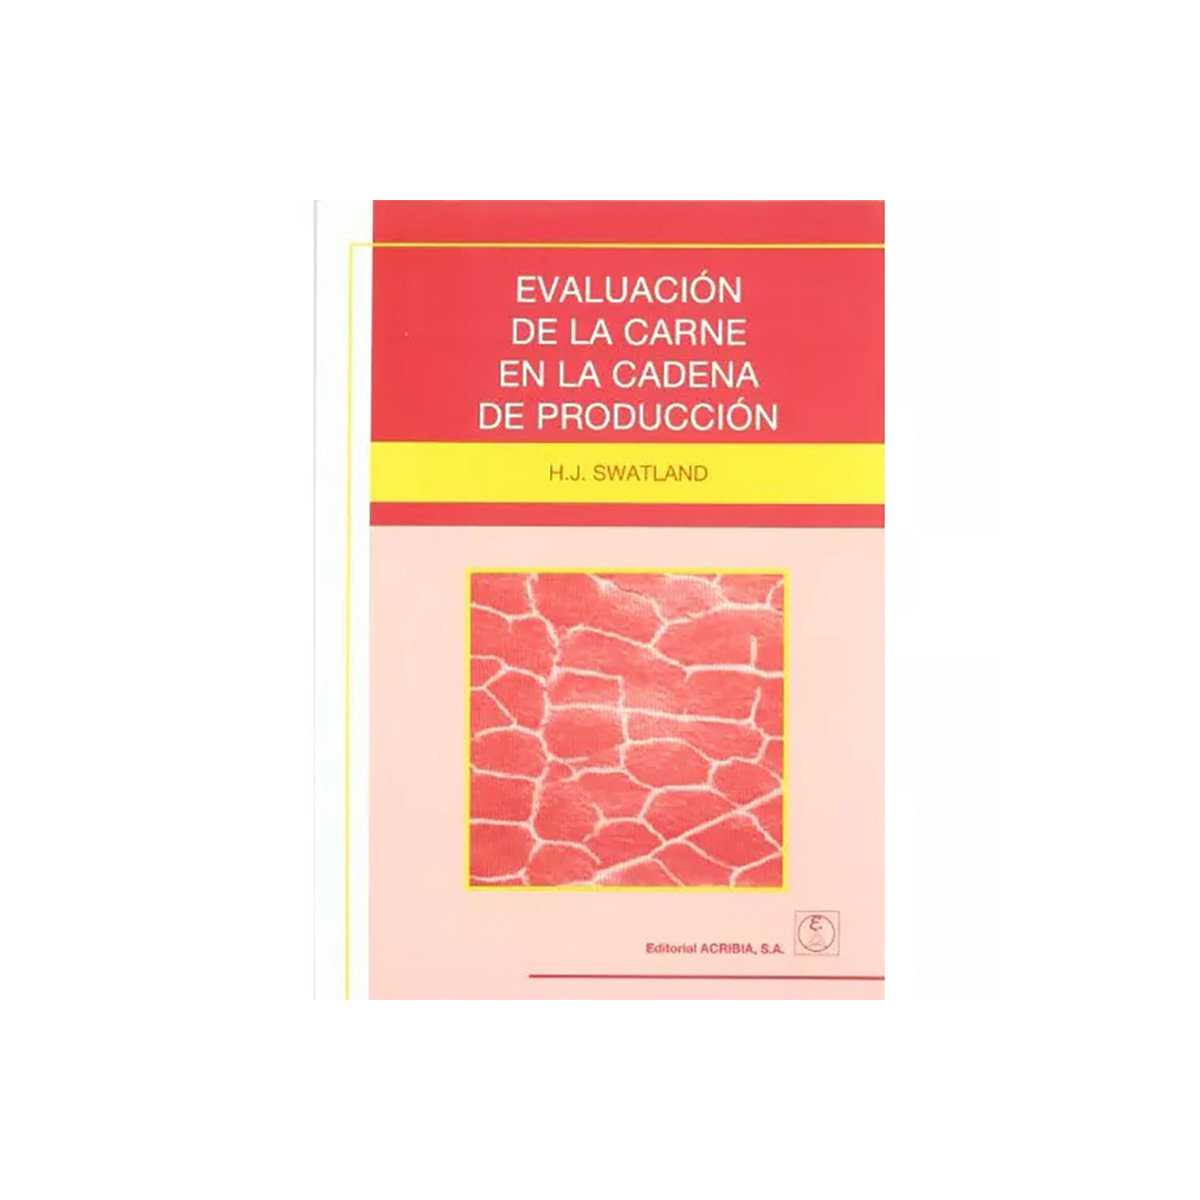 EVALUACIÓN
DE LA CARNE
EN LA CADENA
DE PRODUCCIÓN
H.J. SWATLAND
Editorial ACRIBIA, S.A.
E.